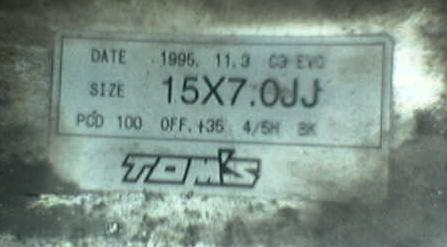 DATE 1995. 11.3 G3 EVO
SIZE 15X7.0JJ
PCD 100 OFF.+35 4/5H BK
TOM'S